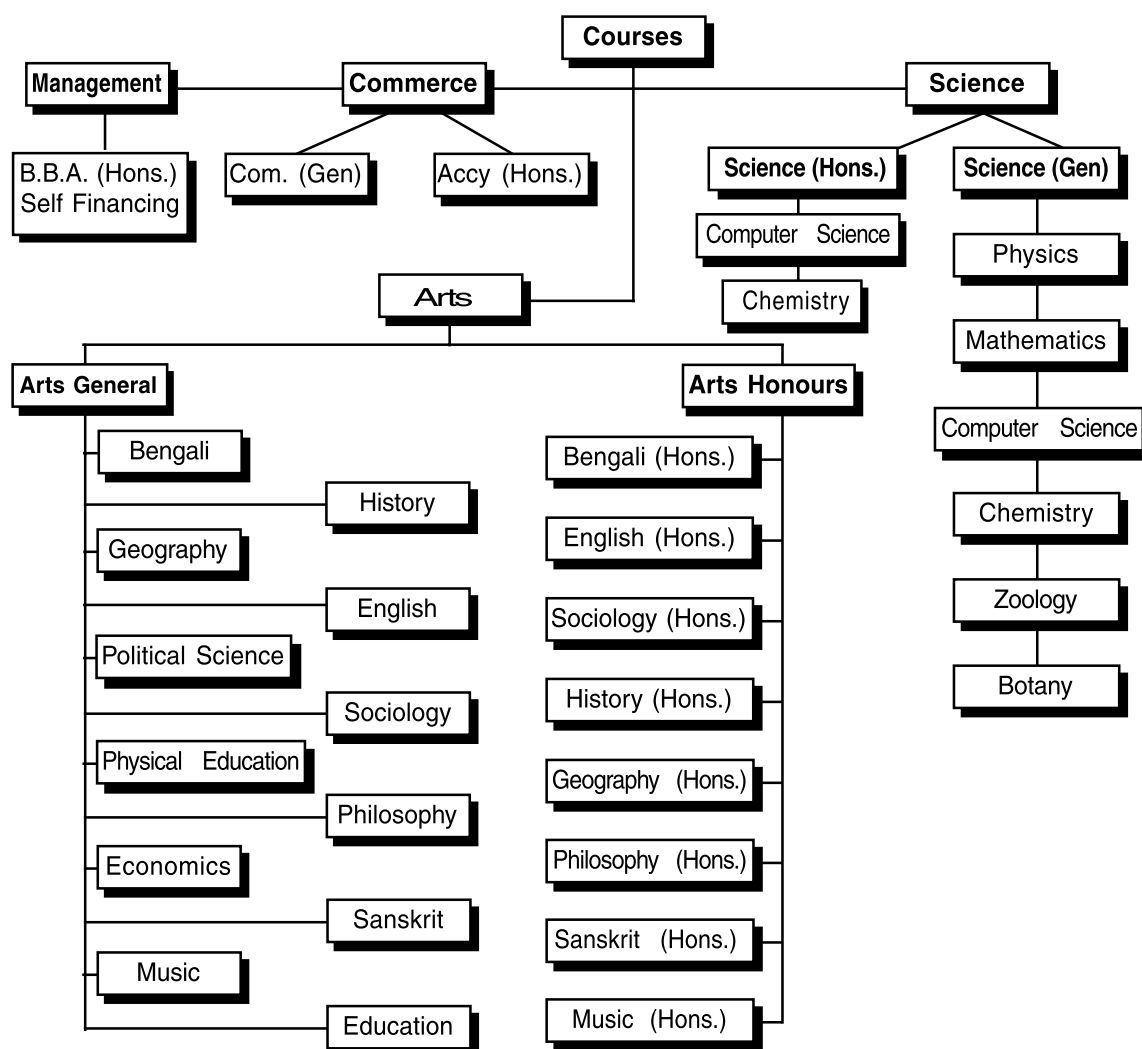 Courses
Management
Commerce
Science
B.B.A. (Hons.)
Self Financing
Com. (Gen)
Accy (Hons.)
Science (Hons.)
Science (Gen)
Computer Science
Chemistry
Physics
Mathematics
Computer Science
Chemistry
Zoology
Botany
Arts
Arts General
Arts Honours
Bengali
History
Geography
English
Political Science
Sociology
Physical Education
Philosophy
Economics
Sanskrit
Music
Education
Bengali (Hons.)
English (Hons.)
Sociology (Hons.)
History (Hons.)
Geography (Hons.)
Philosophy (Hons.)
Sanskrit (Hons.)
Music (Hons.)